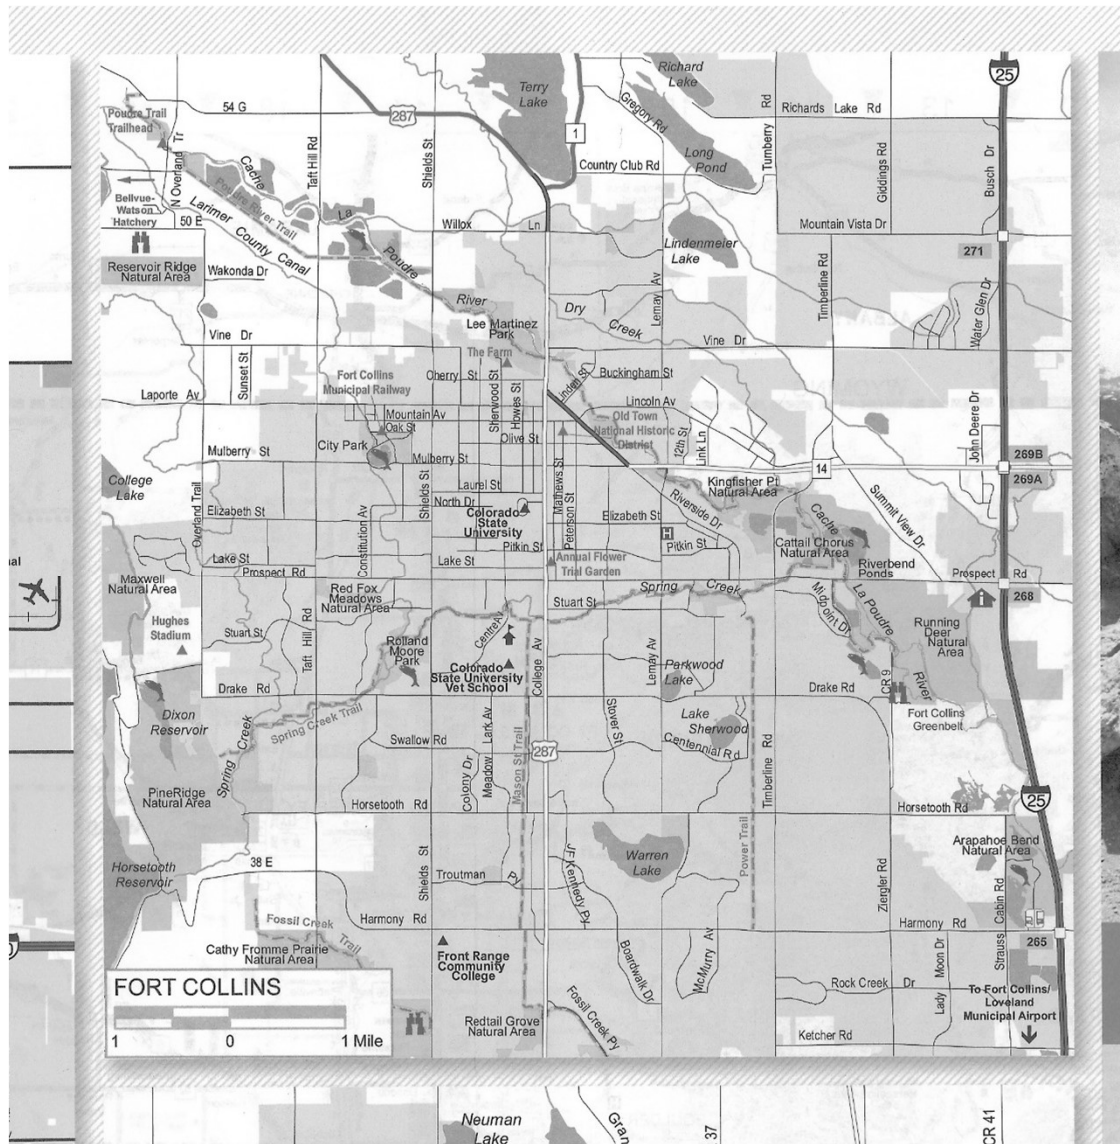 Richard
Lake
Terry
Lake
25
54 G
287
Gregory Rd
Rd
Richards Lake Rd
Poudre Trail
Trailhead
N Overland Tr
Taft Hill Rd
Shields St
1
Long
Pond
Tumberry
Giddings Rd
Busch Dr
Cache
Country Club Rd
Bellvue-
Watson
Hatchery
Poudre River Trail
La
50 E
Larimer
County Canal
Willox
Ln
Mountain Vista Dr
Poudre
Lindenmeier
Lake
271
Reservoir Ridge
Natural Area
Wakonda Dr
Timberline Rd
Lemay Av
River
Dry
Creek
Water Glen Dr
Lee Martinez
Park
Vine Dr
Vine Dr
The Farm
Sunset St
Fort Collins
Municipal Railway
Cherry St
Sherwood St
Howes St
Linden St
Buckingham St
Laporte Av
Lincoln Av
Mountain Av
Oak St
Old Town
National Historic
District
12th St
Link Ln
John Deere Dr
City Park
Olive St
Mulberry St
Mulberry St
269B
14
269A
College
Lake
Laurel St
Kingfisher Pt
Natural Area
Overland Trail
Shields St
North Dr
Mathews St
Peterson St
Riverside Dr
Summit View Dr
Elizabeth St
Constitution Av
Colorado
State
University
Elizabeth St
H
Cache
Pitkin St
Pitkin St
Cattail Chorus
Natural Area
Lake St
Lake St
Annual Flower
Trial Garden
Riverbend
Ponds
Prospect Rd
Prospect Rd
Maxwell
Natural Area
Red Fox
Meadows
Natural Area
Spring Creek
268
La Poudre
Midpoint Dr
Stuart St
Hughes
Stadium
Stuart St
Taft Hill Rd
Rolland
Moore
Park
Centre Av
Running
Deer
Natural
Area
College Av
Lemay Av
Colorado
State University
Vet School
Parkwood
Lake
Drake Rd
Drake Rd
CR 9
River
Dixon
Reservoir
Spring Creek
Spring Creek Trail
Lark Av
Stover St
Lake
Sherwood
Fort Collins
Greenbelt
Swallow Rd
Mason St Trail
287
Centennial Rd
Timberline Rd
Colony Dr
Meadow
PineRidge
Natural Area
Horsetooth Rd
Horsetooth Rd
25
Power Trail
Arapahoe Bend
Natural Area
38 E
Warren
Lake
Horsetooth
Reservoir
Shields St
JF Kennedy Py
Troutman Py
Ziegler Rd
Strauss Cabin Rd
Fossil Creek
Trail
Harmony Rd
Harmony Rd
265
Cathy Fromme Prairie
Natural Area
Front Range
Community
College
Boardwalk Dr
McMurry Av
Lady Moon Dr
Rock Creek Dr
FORT COLLINS
1 0 1 Mile
Redtail Grove
Natural Area
Fossil Creek Py
To Fort Collins/
Loveland
Municipal Airport
Ketcher Rd
Neuman
Lake
Gran
37
CR 41